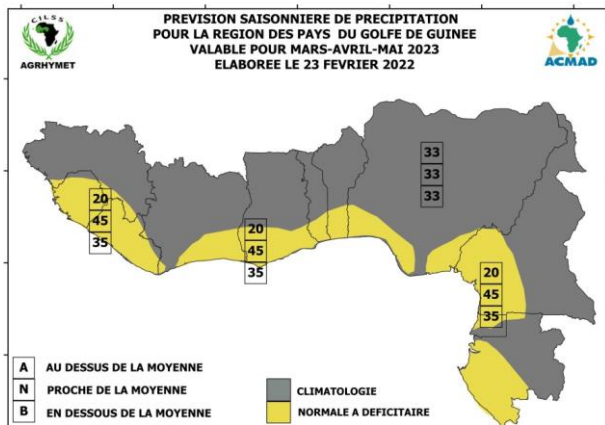 CILSS
AGRHYMET
PREVISION SAISONNIERE DE PRECIPITATION
POUR LA REGION DES PAYS DU GOLFE DE GUINEE
VALABLE POUR MARS-AVRIL-MAI 2023
ELABOREE LE 23 FEVRIER 2022
ACMAD
33
33
33
20
45
35
20
45
35
20
45
35
A AU DESSUS DE LA MOYENNE
N PROCHE DE LA MOYENNE
B EN DESSOUS DE LA MOYENNE
CLIMATOLOGIE
NORMALE A DEFICITAIRE